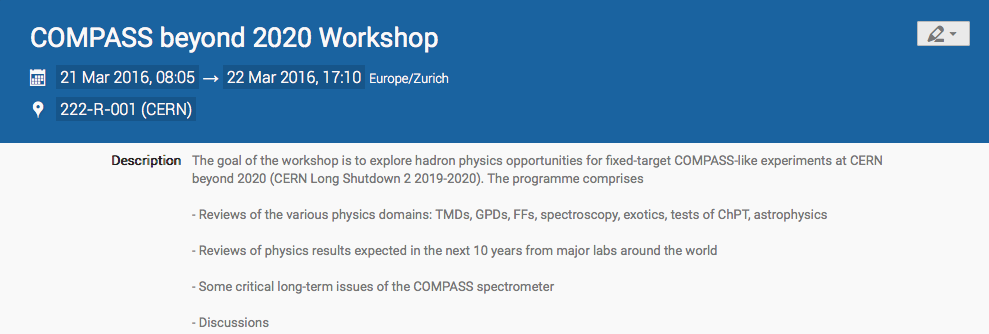 COMPASS beyond 2020 Workshop
21 Mar 2016, 08:05 → 22 Mar 2016, 17:10 Europe/Zurich
222-R-001 (CERN)
Description The goal of the workshop is to explore hadron physics opportunities for fixed-target COMPASS-like experiments at CERN
beyond 2020 (CERN Long Shutdown 2 2019-2020). The programme comprises
- Reviews of the various physics domains: TMDs, GPDs, FFs, spectroscopy, exotics, tests of ChPT, astrophysics
- Reviews of physics results expected in the next 10 years from major labs around the world
- Some critical long-term issues of the COMPASS spectrometer
- Discussions